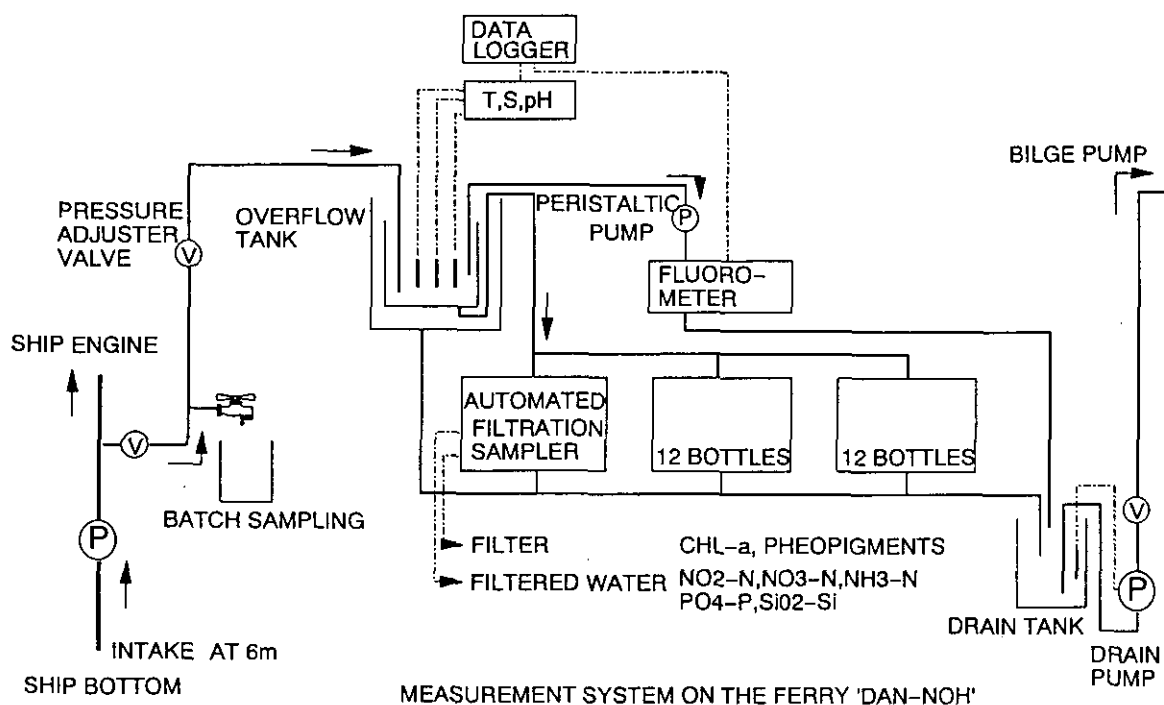 DATA
LOGGER
T,S,pH
BILGE PUMP
PRESSURE
ADJUSTER
VALVE
V
OVERFLOW
TANK
PERISTALTIC
PUMP
P
FLUORO-
METER
SHIP ENGINE
V
AUTOMATED
FILTRATION
SAMPLER
12 BOTTLES
12 BOTTLES
BATCH SAMPLING
V
P
FILTER
CHL-a, PHEOPIGMENTS
FILTERED WATER
NO2-N,NO3-N,NH3-N
PO4-P,Si02-Si
P
DRAIN TANK
DRAIN
PUMP
INTAKE AT 6m
SHIP BOTTOM
MEASUREMENT SYSTEM ON THE FERRY 'DAN-NOH'